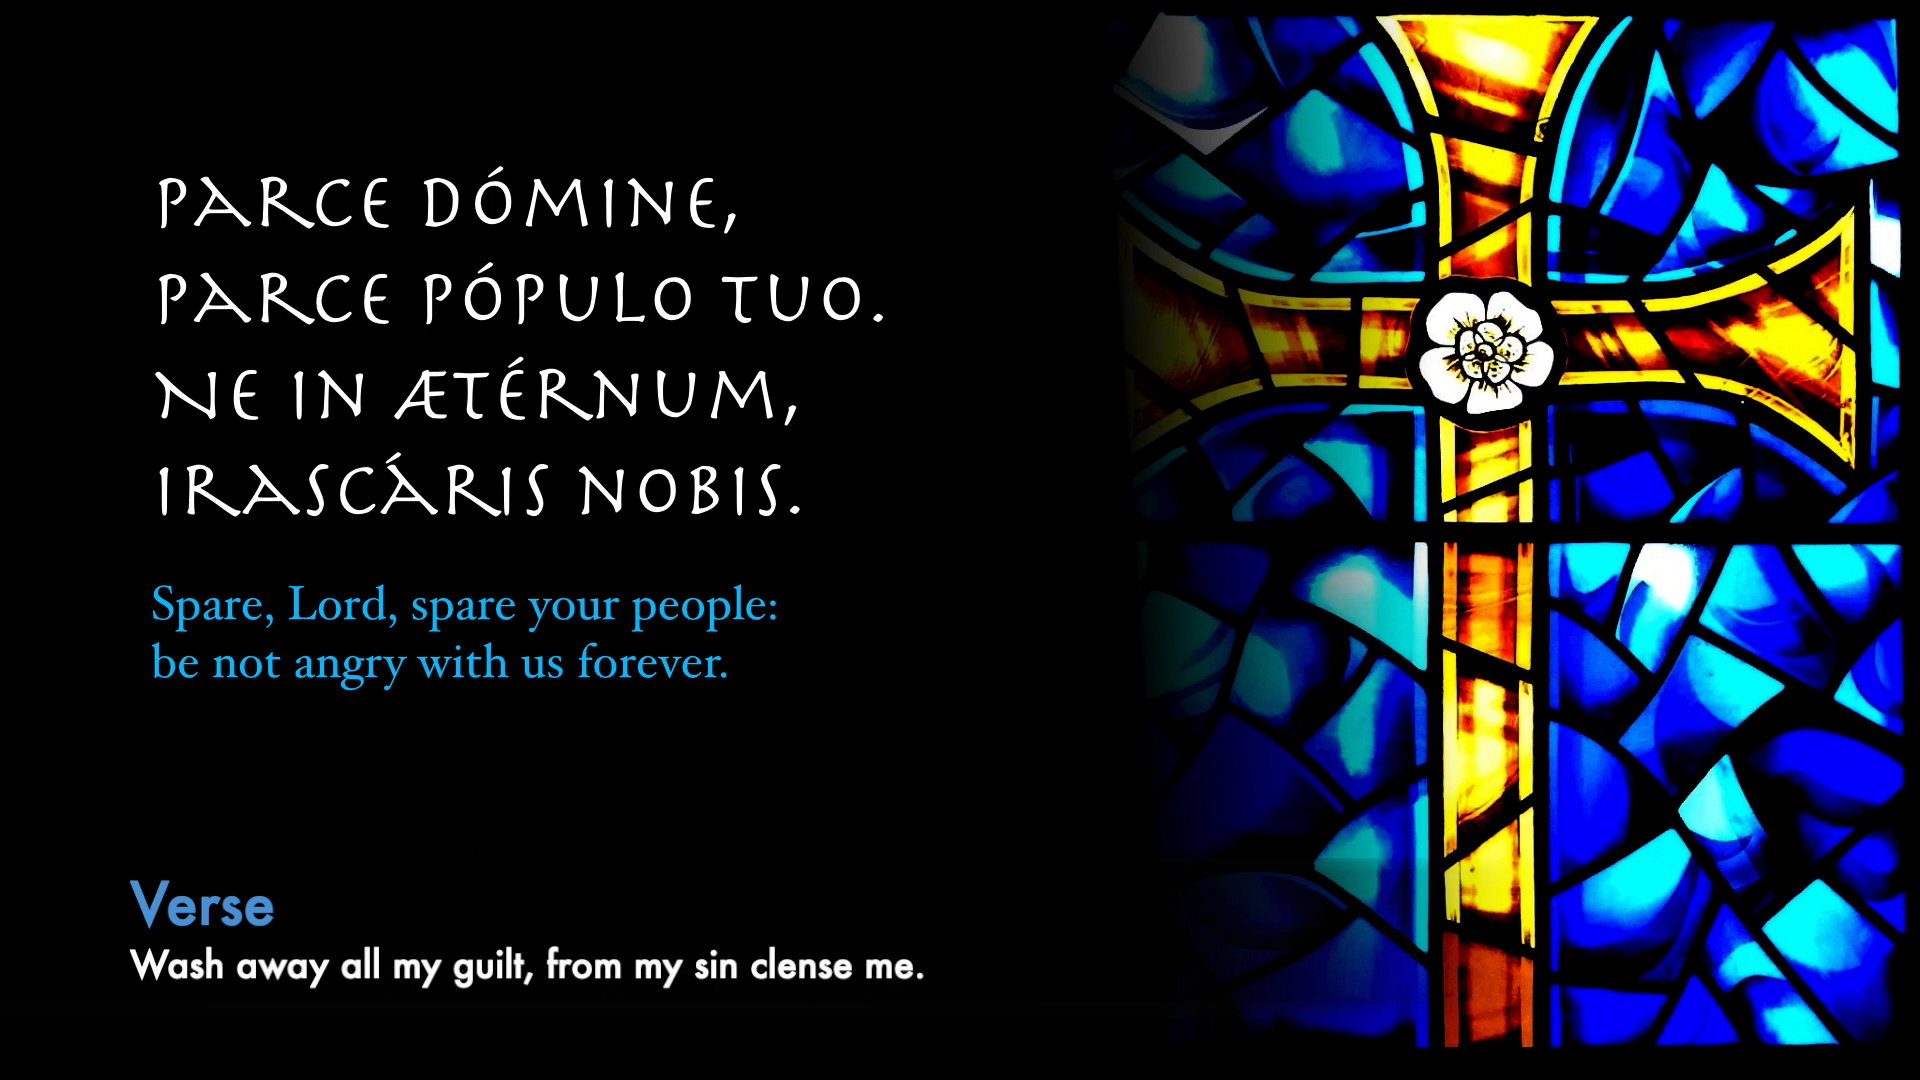 PARCE DÓMINE,
PARCE PÓPULO TUO.
NE IN ÆTÉRNUM,
IRASCÁRIS NOBIS.
Spare, Lord, spare your people:
be not angry with us forever.
Verse
Wash away all my guilt, from my sin clense me.